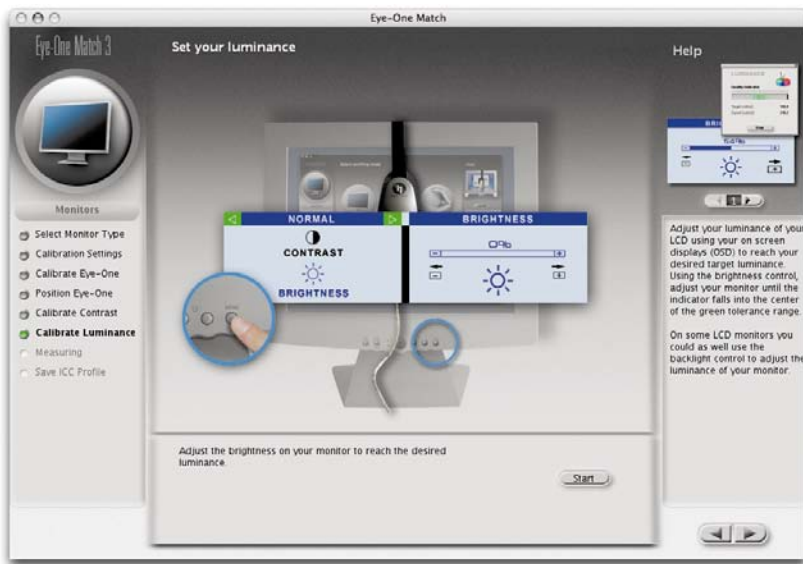 Eye-One Match
Eye-One Match 3
Set your luminance
Help
Monitors
Select Monitor Type
Calibration Settings
Calibrate Eye-One
Position Eye-One
Calibrate Contrast
Calibrate Luminance
Measuring
Save ICC Profile
NORMAL
CONTRAST
BRIGHTNESS
BRIGHTNESS
0%
Adjust the brightness on your monitor to reach the desired
luminance.
Start
LUMINANCE
1
Adjust your luminance of your
LCD using your on screen
displays (OSD) to reach your
desired target luminance.
Using the brightness control,
adjust your monitor until the
indicator falls into the center
of the green tolerance range.
On some LCD monitors you
could as well use the
backlight control to adjust the
luminance of your monitor.